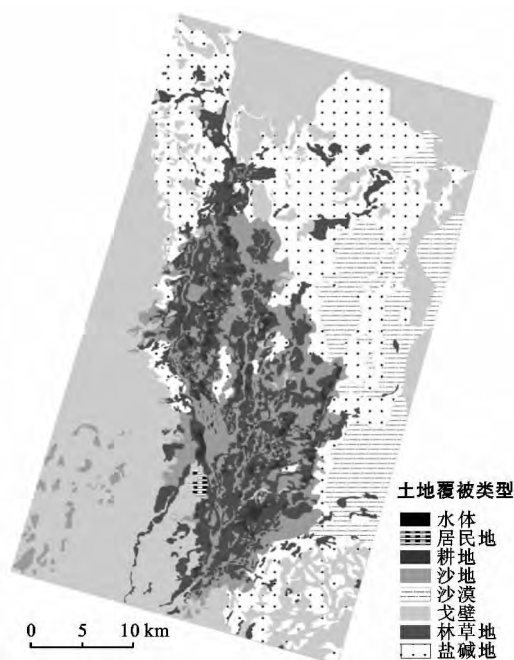 土地覆被类型
水体
居民地
耕地
沙地
沙漠
戈壁
林草地
盐碱地
0 5 10 km